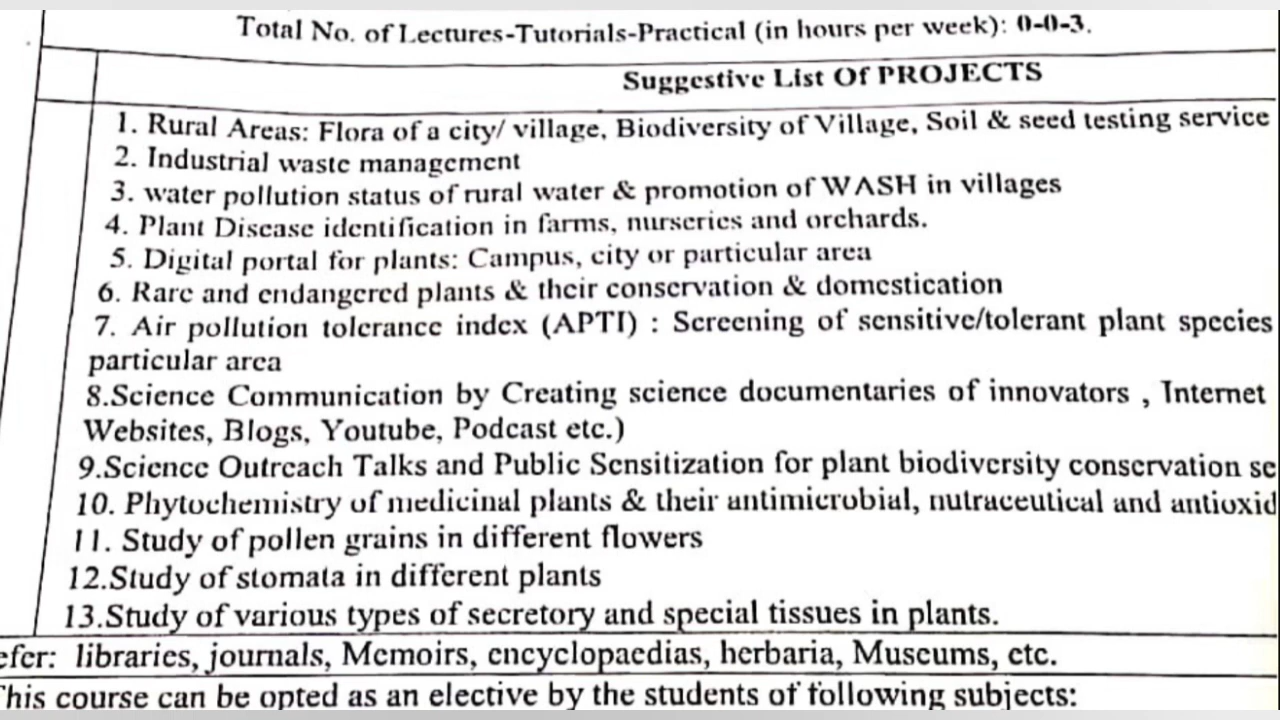 Total No. of Lectures-Tutorials-Practical (in hours per week): 0-0-3.
Suggestive List Of PROJECTS
1. Rural Areas: Flora of a city/ village, Biodiversity of Village, Soil & seed testing service
2. Industrial waste management
3. water pollution status of rural water & promotion of WASH in villages
4. Plant Disease identification in farms, nurseries and orchards.
5. Digital portal for plants: Campus, city or particular area
6. Rare and endangered plants & their conservation & domestication
7. Air pollution tolerance index (APTI) : Screening of sensitive/tolerant plant species
particular area
8.Science Communication by Creating science documentaries of innovators , Internet
Websites, Blogs, Youtube, Podcast etc.)
9.Science Outreach Talks and Public Sensitization for plant biodiversity conservation se
10. Phytochemistry of medicinal plants & their antimicrobial, nutraceutical and antioxid
11. Study of pollen grains in different flowers
12.Study of stomata in different plants
13.Study of various types of secretory and special tissues in plants.
efer: libraries, journals, Memoirs, encyclopaedias, herbaria, Museums, etc.
This course can be opted as an elective by the students of following subjects: